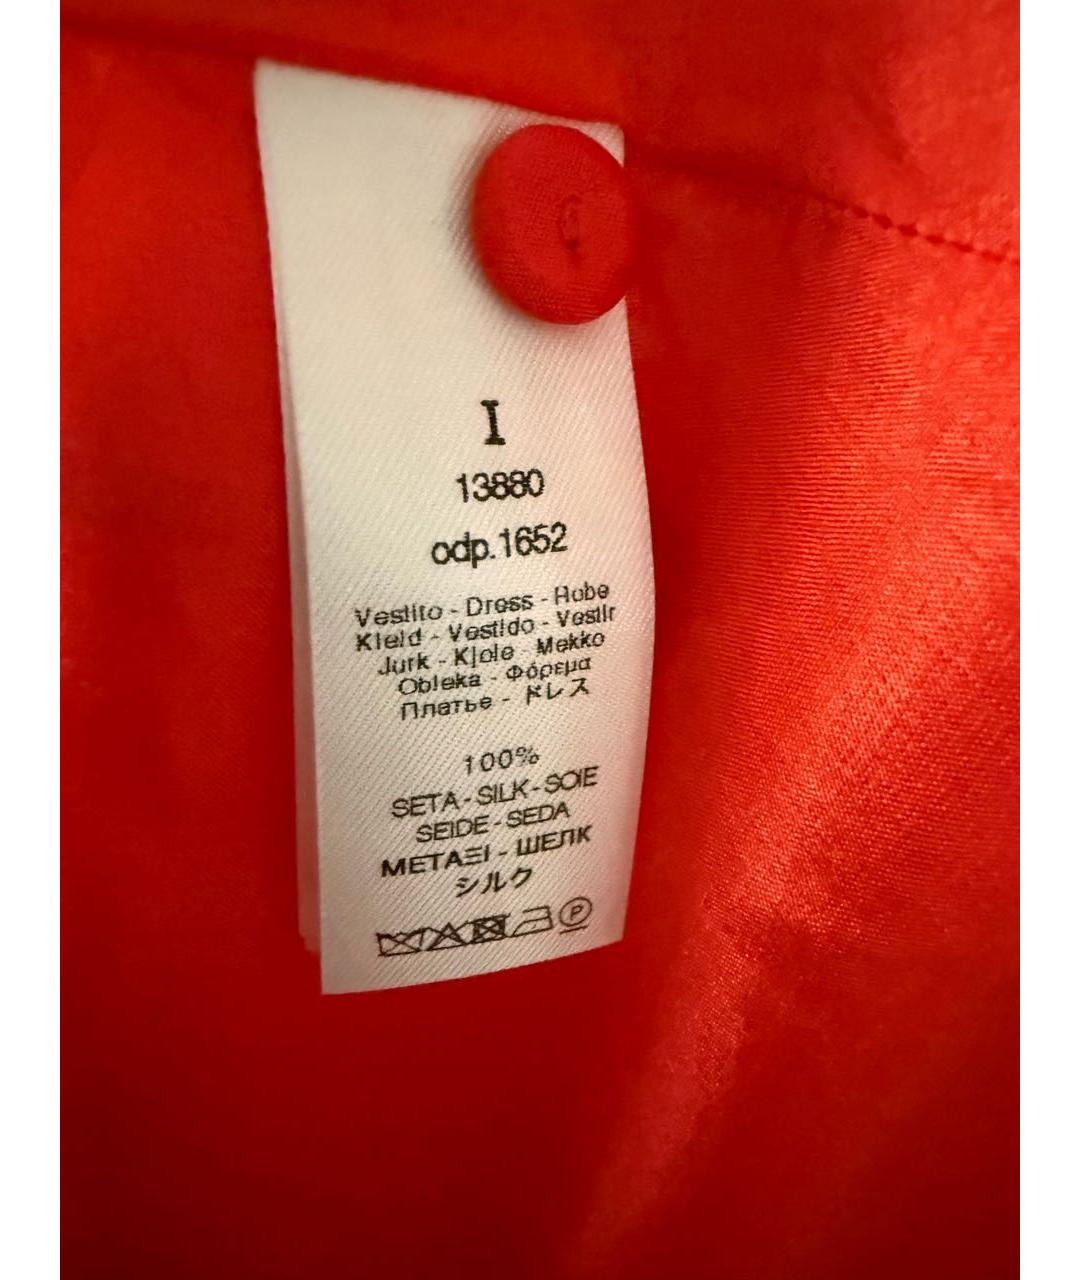 I
13880
odp.1652
Vestito - Dress - Robe
Kleid - Vestido - Vestir
Jurk - Kjole - Mekko
Obleka - Φόρεμα
Платье - ドレス
100%
SETA - SILK - SOIE
SEIDE - SEDA
ΜΕΤΑΞΙ - ШЕЛК
シルク
P